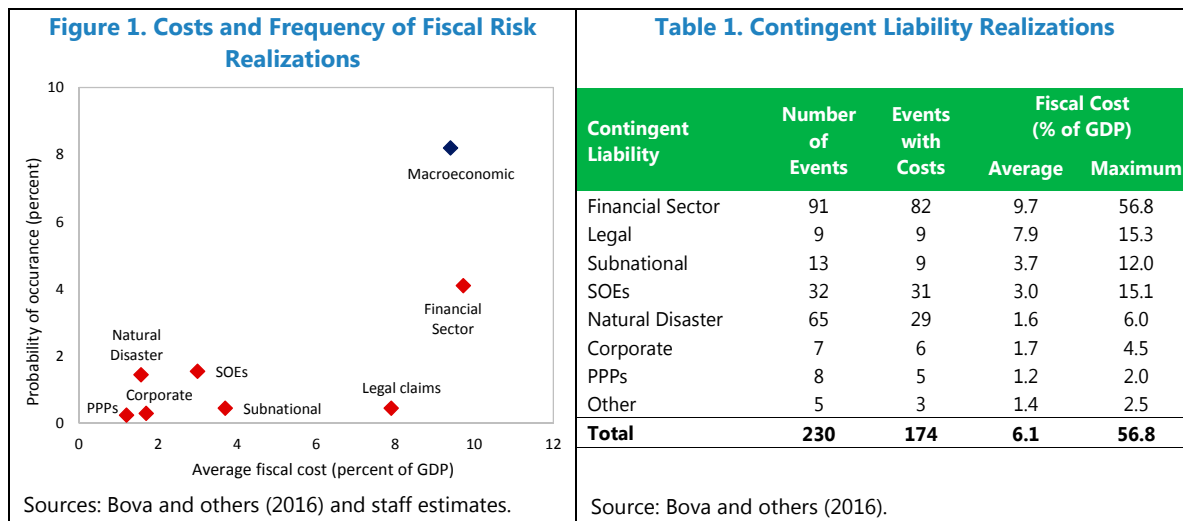 Figure 1. Costs and Frequency of Fiscal Risk
Realizations
Probability of occurance (percent)
10
8
6
4
2
0
Macroeconomic
Financial
Sector
Natural
Disaster
SOEs
Legal claims
PPPs
Corporate
Subnational
0 2 4 6 8 10 12
Average fiscal cost (percent of GDP)
Sources: Bova and others (2016) and staff estimates.
Table 1. Contingent Liability Realizations
Contingent Liability Number of Events Events with Costs Fiscal Cost (% of GDP) Average Maximum
Financial Sector 91 82 9.7 56.8
Legal 9 9 7.9 15.3
Subnational 13 9 3.7 12.0
SOEs 32 31 3.0 15.1
Natural Disaster 65 29 1.6 6.0
Corporate 7 6 1.7 4.5
PPPs 8 5 1.2 2.0
Other 5 3 1.4 2.5
Total 230 174 6.1 56.8
Source: Bova and others (2016).